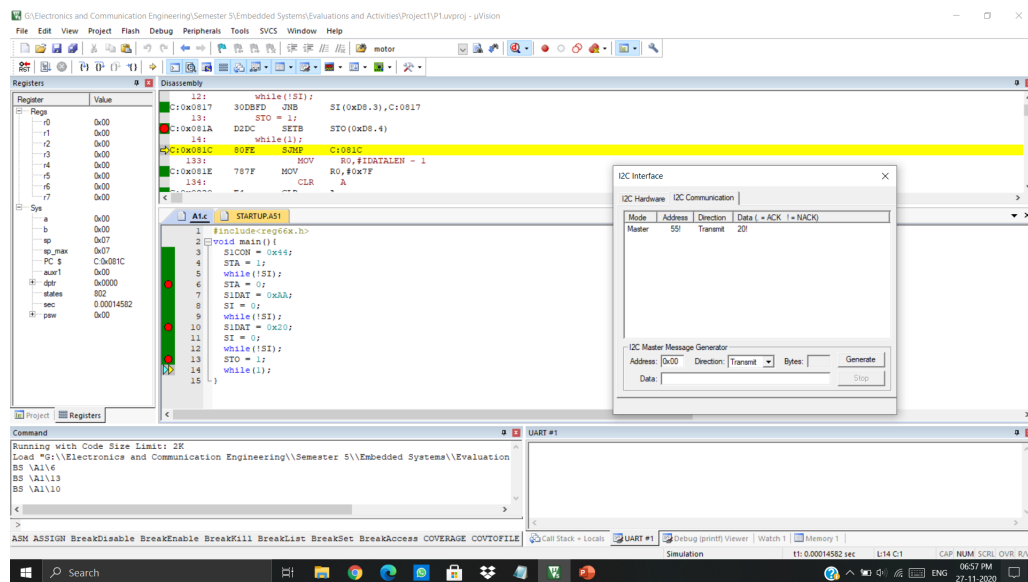 G:\Electronics and Communication Engineering\Semester 5\Embedded Systems\Evaluations and Activities\Project1\P1.uvproj - µVision
File Edit View Project Flash Debug Peripherals Tools SVCS Window Help
motor
RST
Registers
Register Value
Regs
r0 0x00
r1 0x00
r2 0x00
r3 0x00
r4 0x00
r5 0x00
r6 0x00
r7 0x00
Sys
a 0x00
b 0x00
sp 0x07
sp_max 0x07
PC $ C:0x081C
auxr1 0x00
dptr 0x0000
states 802
sec 0.00014582
psw 0x00
Project Registers
Disassembly
12: while(!SI);
C:0x0817 30DBFD JNB SI(0xD8.3),C:0817
13: STO = 1;
C:0x081A D2DC SETB STO(0xD8.4)
14: while(1);
C:0x081C 80FE SJMP C:081C
133: MOV R0,#IDATALEN - 1
C:0x081E 787F MOV R0,#0x7F
134: CLR A
A1.c STARTUP.A51
1 #include<reg66x.h>
2 void main(){
3 S1CON = 0x44;
4 STA = 1;
5 while(!SI);
6 STA = 0;
7 S1DAT = 0xAA;
8 SI = 0;
9 while(!SI);
10 S1DAT = 0x20;
11 SI = 0;
12 while(!SI);
13 STO = 1;
14 while(1);
15 }
I2C Interface
I2C Hardware I2C Communication
Mode Address Direction Data (. = ACK ! = NACK)
Master 55! Transmit 20!
I2C Master Message Generator
Address: 0x00 Direction: Transmit Bytes: Generate
Data: Stop
Command
Running with Code Size Limit: 2K
Load "G:\\Electronics and Communication Engineering\\Semester 5\\Embedded Systems\\Evaluation
BS \A1\6
BS \A1\13
BS \A1\10
>
ASM ASSIGN BreakDisable BreakEnable BreakKill BreakList BreakSet BreakAccess COVERAGE COVTOFILE
UART #1
Call Stack + Locals UART #1 Debug (printf) Viewer Watch 1 Memory 1
Simulation t1: 0.00014582 sec L:14 C:1 CAP NUM SCRL OVR R/
Search
ENG 06:57 PM
27-11-2020